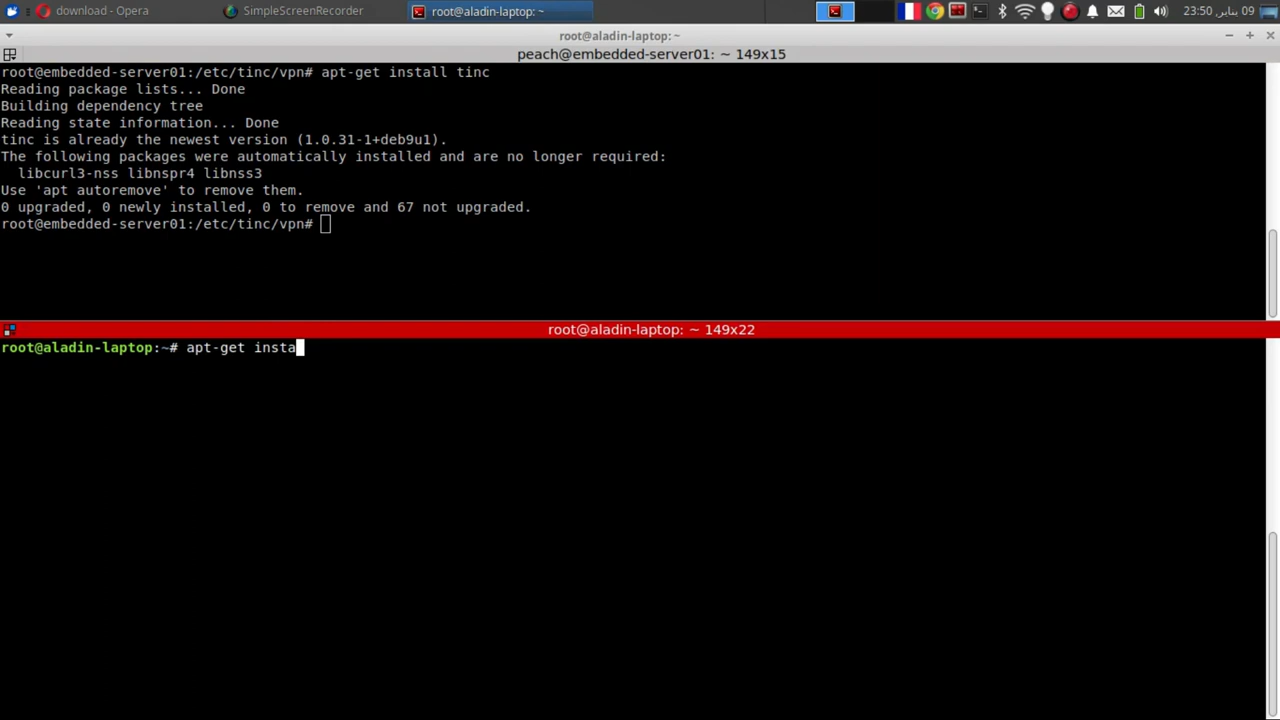 download - Opera
SimpleScreenRecorder
root@aladin-laptop: ~
23:50 يناير, 09
root@aladin-laptop: ~
peach@embedded-server01: ~ 149x15
root@embedded-server01:/etc/tinc/vpn# apt-get install tinc
Reading package lists... Done
Building dependency tree
Reading state information... Done
tinc is already the newest version (1.0.31-1+deb9u1).
The following packages were automatically installed and are no longer required:
  libcurl3-nss libnspr4 libnss3
Use 'apt autoremove' to remove them.
0 upgraded, 0 newly installed, 0 to remove and 67 not upgraded.
root@embedded-server01:/etc/tinc/vpn#
root@aladin-laptop: ~ 149x22
root@aladin-laptop:~# apt-get insta